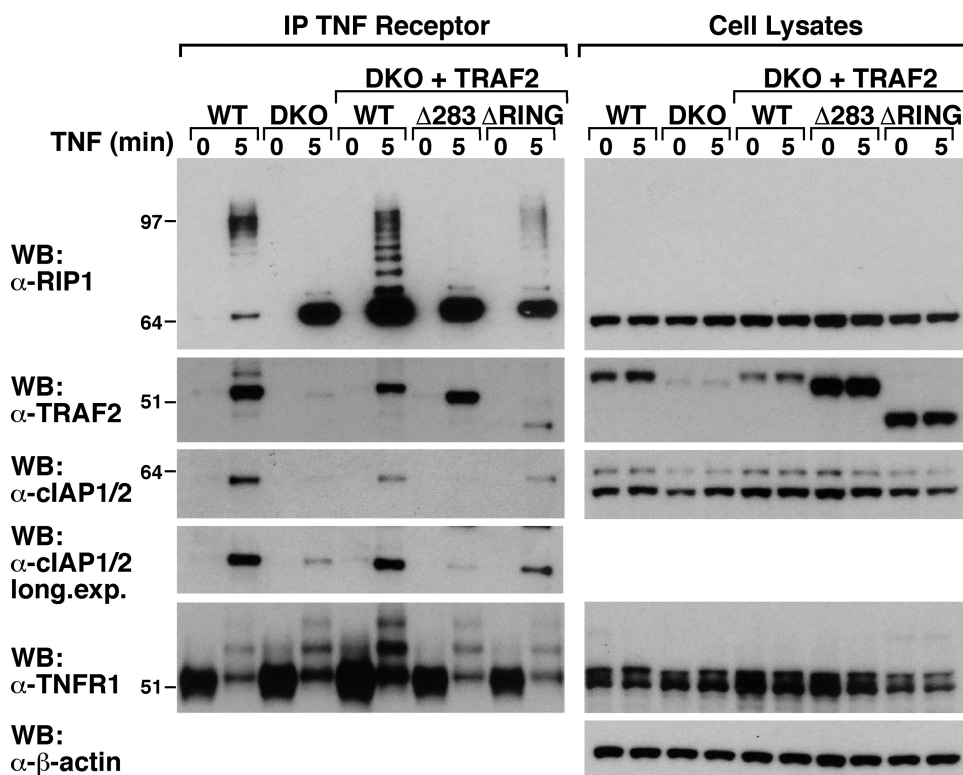 IP TNF Receptor Cell Lysates
DKO + TRAF2 DKO + TRAF2
WT DKO WT Δ283 ΔRING WT DKO WT Δ283 ΔRING
TNF (min) 0 5 0 5 0 5 0 5 0 5 0 5 0 5 0 5 0 5 0 5
97
WB:
α-RIP1
64
WB:
α-TRAF2
51
WB:
α-cIAP1/2
64
WB:
α-cIAP1/2
long.exp.
WB:
α-TNFR1
51
WB:
α-β-actin